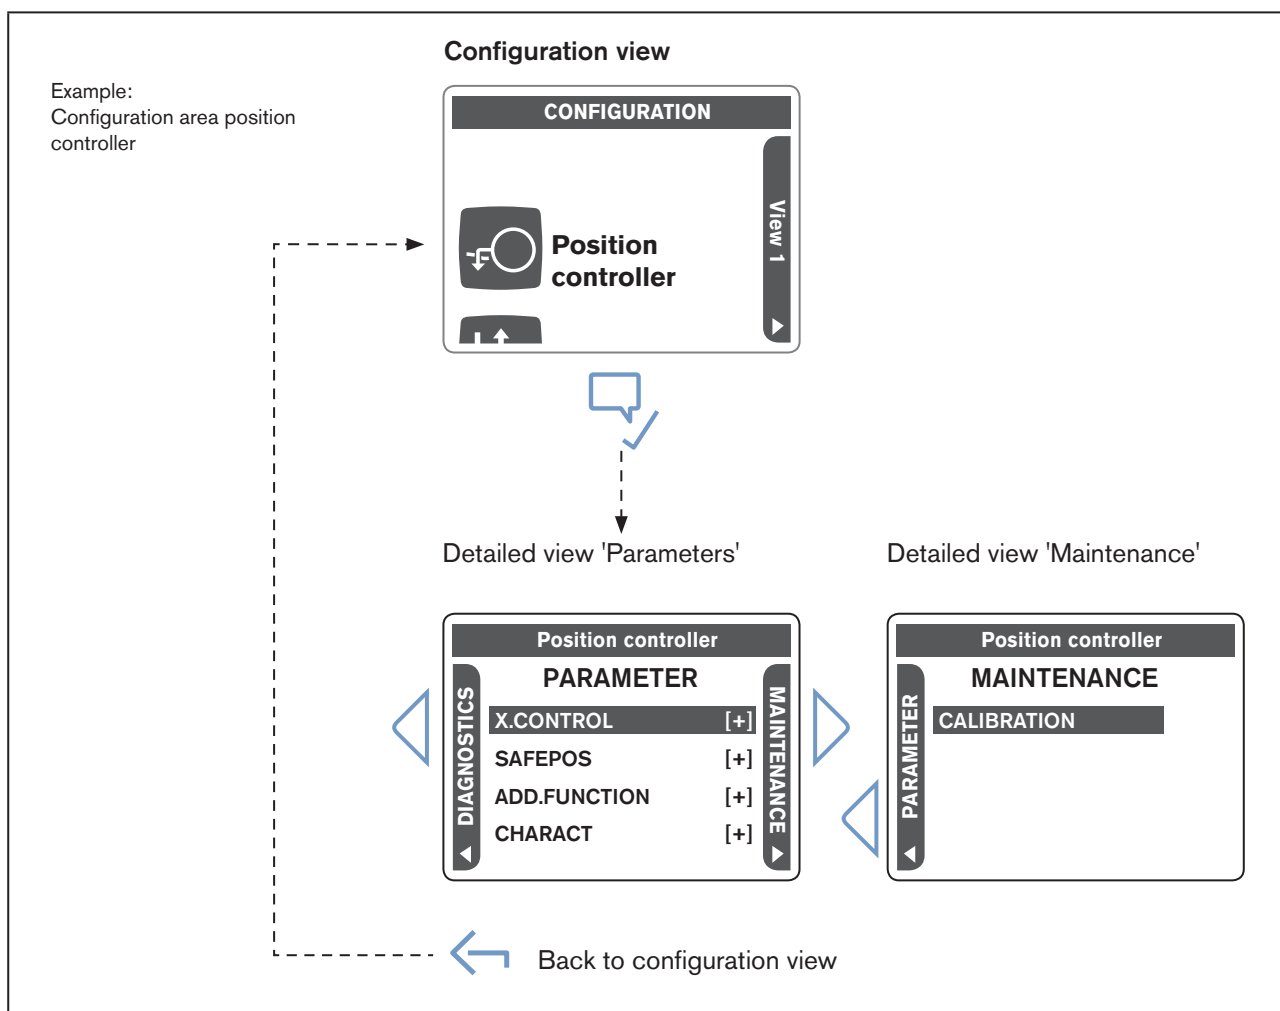 Configuration view
Example:
Configuration area position
controller
CONFIGURATION
View 1
Position
controller
Detailed view 'Parameters'
Detailed view 'Maintenance'
Position controller
PARAMETER
DIAGNOSTICS
X.CONTROL [+]
SAFEPOS [+]
ADD.FUNCTION [+]
CHARACT [+]
MAINTENANCE
Position controller
MAINTENANCE
PARAMETER
CALIBRATION
Back to configuration view